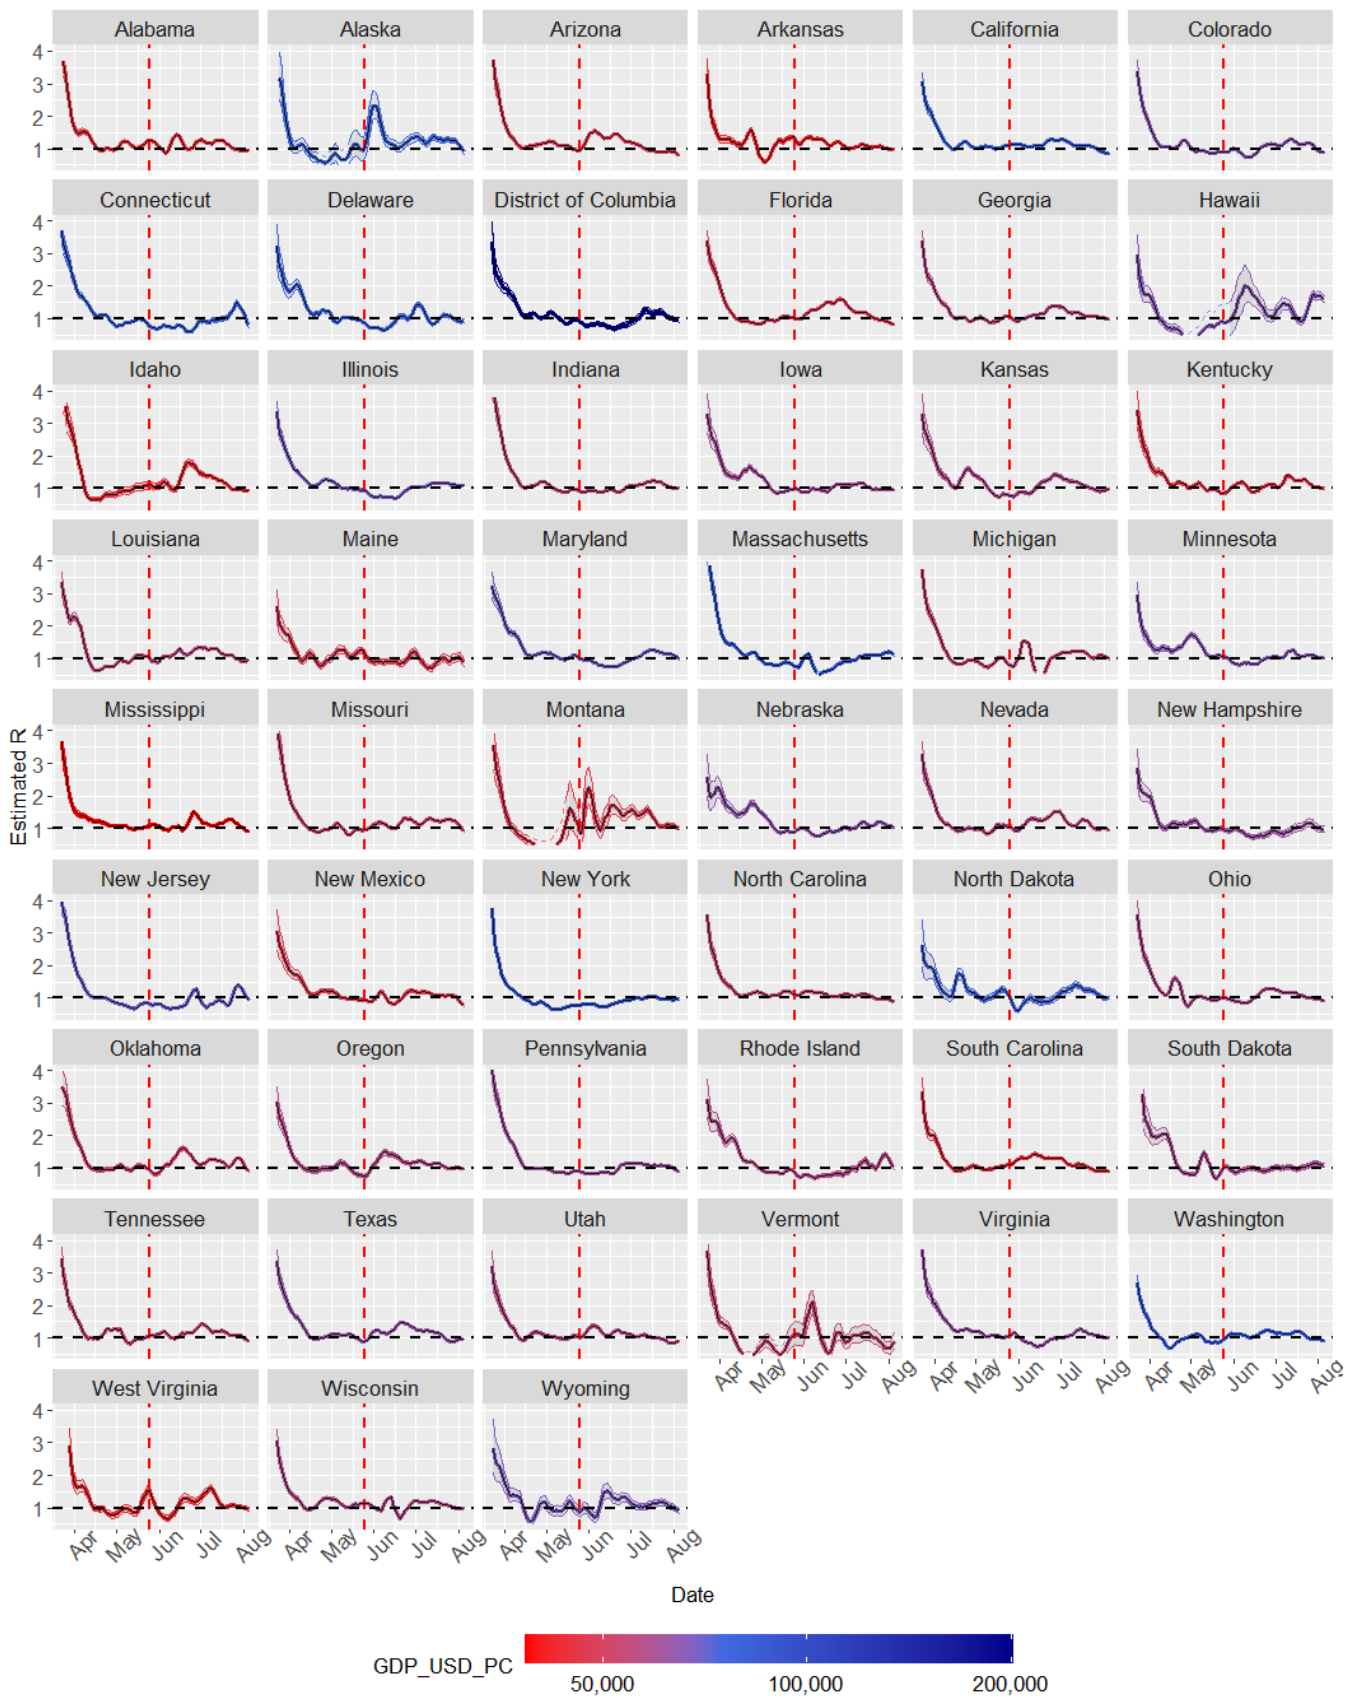 Alabama Alaska Arizona Arkansas California Colorado
4
3
2
1
Connecticut Delaware District of Columbia Florida Georgia Hawaii
4
3
2
1
Idaho Illinois Indiana Iowa Kansas Kentucky
4
3
2
1
Louisiana Maine Maryland Massachusetts Michigan Minnesota
4
3
2
1
Mississippi Missouri Montana Nebraska Nevada New Hampshire
4
3
2
1
Estimated R
New Jersey New Mexico New York North Carolina North Dakota Ohio
4
3
2
1
Oklahoma Oregon Pennsylvania Rhode Island South Carolina South Dakota
4
3
2
1
Tennessee Texas Utah Vermont Virginia Washington
4
3
2
1
Apr May Jun Jul Aug Apr May Jun Jul Aug Apr May Jun Jul Aug
West Virginia Wisconsin Wyoming
4
3
2
1
Apr May Jun Jul Aug Apr May Jun Jul Aug Apr May Jun Jul Aug
Date
GDP_USD_PC
50,000 100,000 200,000